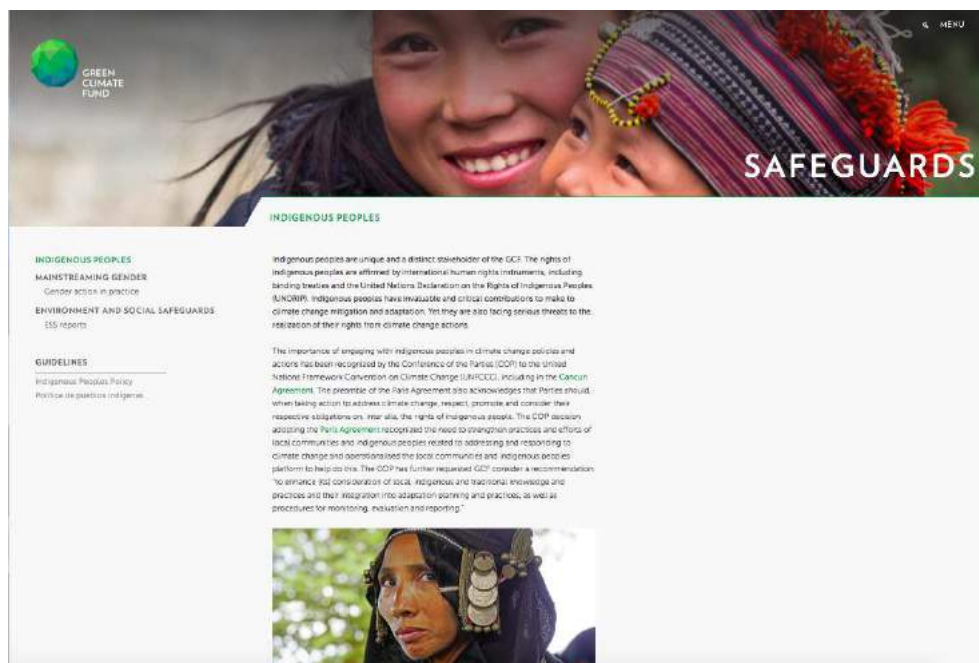 MENU
GREEN
CLIMATE
FUND
SAFEGUARDS
INDIGENOUS PEOPLES
INDIGENOUS PEOPLES
MAINSTREAMING GENDER
Gender action in practice
ENVIRONMENT AND SOCIAL SAFEGUARDS
ESS reports
GUIDELINES
Indigenous Peoples Policy
Política de pueblos indígenas
Indigenous peoples are unique and a distinct stakeholder of the GCF. The rights of
indigenous peoples are affirmed by international human rights instruments, including
binding treaties and the United Nations Declaration on the Rights of Indigenous Peoples
(UNDRIP). Indigenous peoples have invaluable and critical contributions to make to
climate change mitigation and adaptation. Yet they are also facing serious threats to the
realization of their rights from climate change actions.
The importance of engaging with indigenous peoples in climate change policies and
actions has been recognized by the Conference of the Parties (COP) to the United
Nations Framework Convention on Climate Change (UNFCCC), including in the Cancun
Agreement. The preamble of the Paris Agreement also acknowledges that Parties should,
when taking action to address climate change, respect, promote and consider their
respective obligations on, inter alia, the rights of indigenous people. The COP decision
adopting the Paris Agreement recognized the need to strengthen practices and efforts of
local communities and indigenous peoples related to addressing and responding to
climate change and operationalised the local communities and indigenous peoples
platform to help do this. The COP has further requested GCF consider a recommendation
"to enhance [its] consideration of local, indigenous and traditional knowledge and
practices and their integration into adaptation planning and practices, as well as
procedures for monitoring, evaluation and reporting."